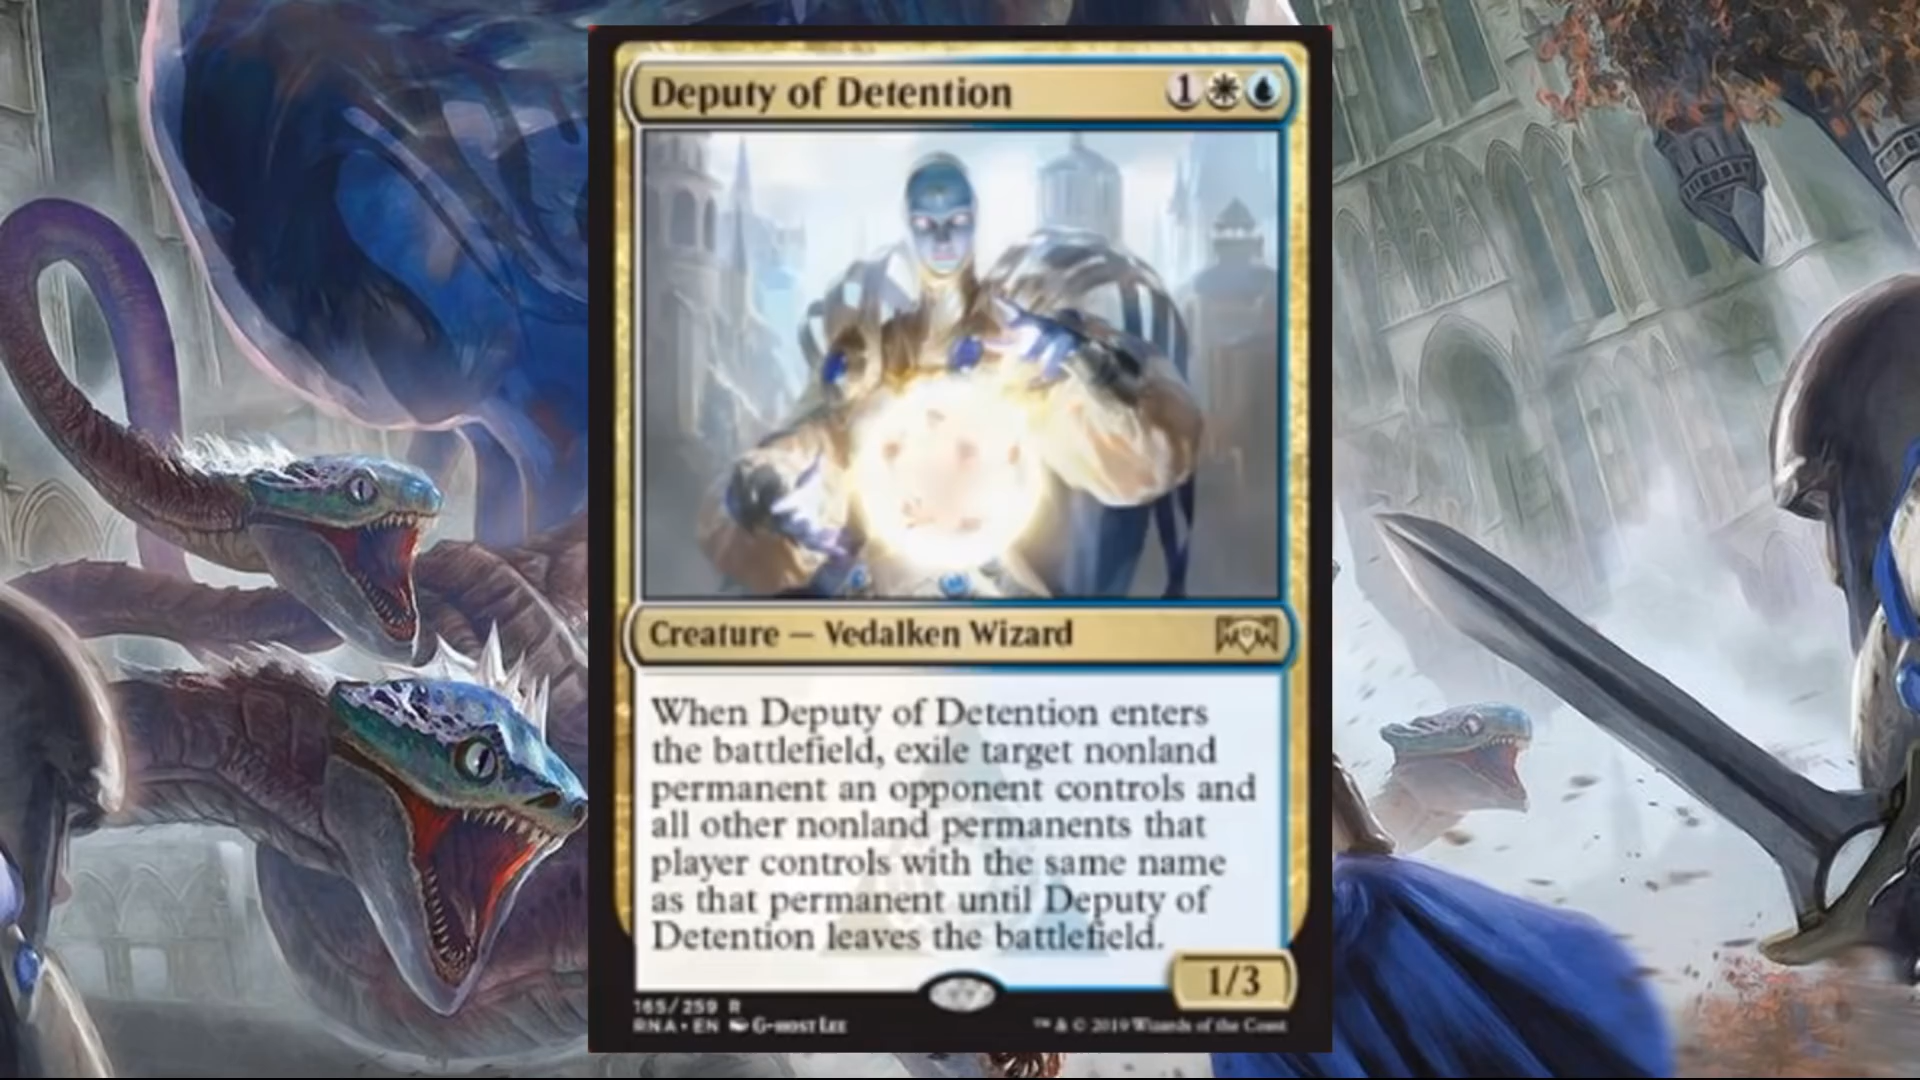 Deputy of Detention 1
Creature — Vedalken Wizard
When Deputy of Detention enters
the battlefield, exile target nonland
permanent an opponent controls and
all other nonland permanents that
player controls with the same name
as that permanent until Deputy of
Detention leaves the battlefield.
1/3
165/259 R
RNA • EN G-host Lee
™ & © 2019 Wizards of the Coast